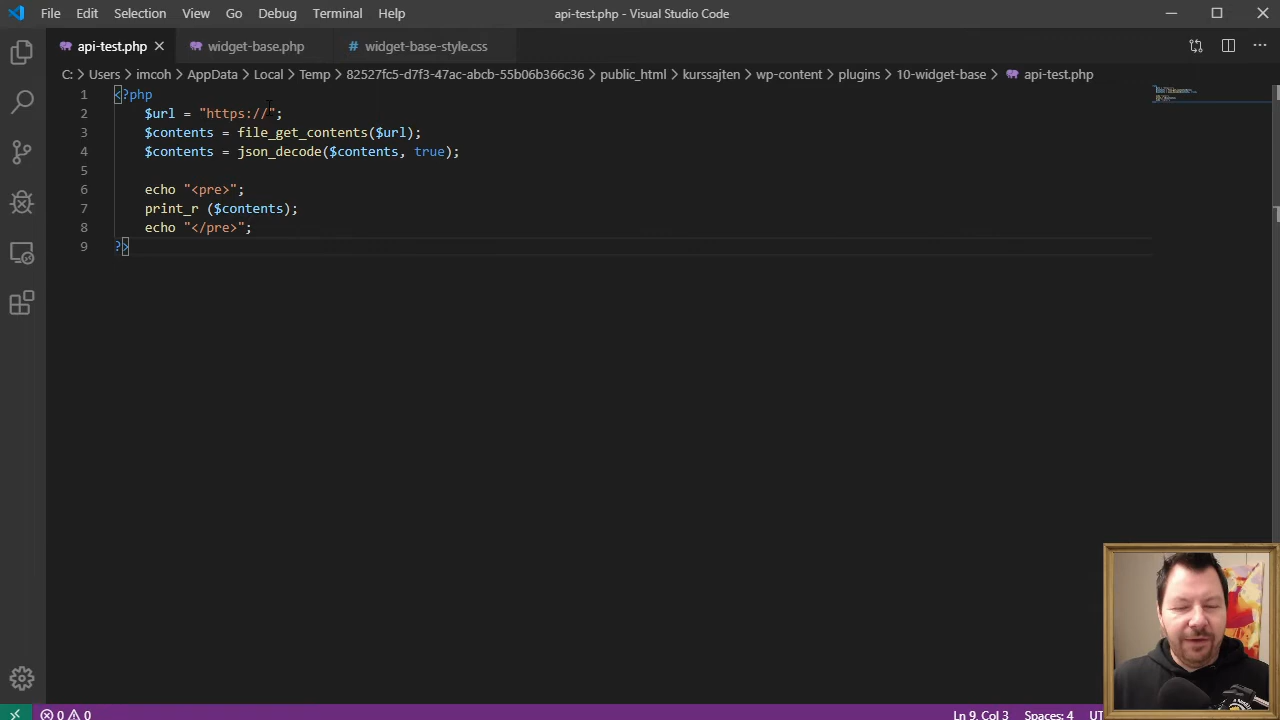 File Edit Selection View Go Debug Terminal Help api-test.php - Visual Studio Code
api-test.php widget-base.php # widget-base-style.css
C: > Users > imcoh > AppData > Local > Temp > 82527fc5-d7f3-47ac-abcb-55b06b366c36 > public_html > kurssajten > wp-content > plugins > 10-widget-base > api-test.php
1 <?php
2 $url = "https://";
3 $contents = file_get_contents($url);
4 $contents = json_decode($contents, true);
5
6 echo "<pre>";
7 print_r ($contents);
8 echo "</pre>";
9 ?>
0 0 Ln 9, Col 3 Spaces: 4